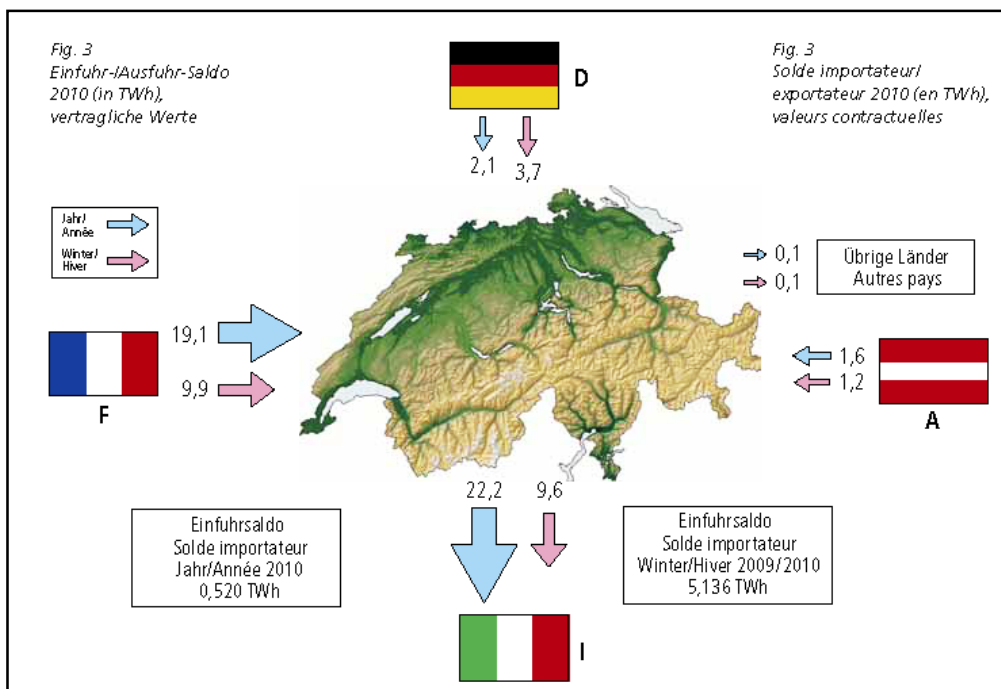 Fig. 3
Einfuhr-/Ausfuhr-Saldo
2010 (in TWh),
vertragliche Werte
D
Fig. 3
Solde importateur/
exportateur 2010 (en TWh),
valeurs contractuelles
2,1
3,7
Jahr/
Année
Winter/
Hiver
0,1
0,1
Übrige Länder
Autres pays
19,1
9,9
F
1,6
1,2
A
22,2
9,6
Einfuhrsaldo
Solde importateur
Jahr/Année 2010
0,520 TWh
Einfuhrsaldo
Solde importateur
Winter/Hiver 2009/2010
5,136 TWh
I